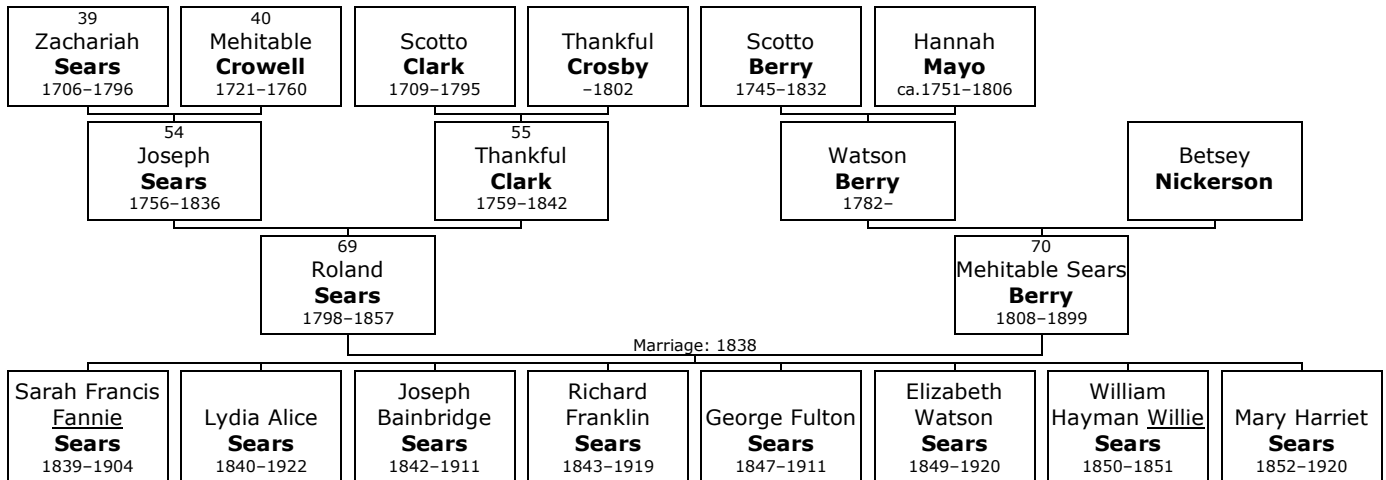 39
Zachariah
Sears
1706–1796
40
Mehitable
Crowell
1721–1760
Scotto
Clark
1709–1795
Thankful
Crosby
–1802
Scotto
Berry
1745–1832
Hannah
Mayo
ca.1751–1806
54
Joseph
Sears
1756–1836
55
Thankful
Clark
1759–1842
Watson
Berry
1782–
Betsey
Nickerson
69
Roland
Sears
1798–1857
70
Mehitable Sears
Berry
1808–1899
Marriage: 1838
Sarah Francis
Fannie
Sears
1839–1904
Lydia Alice
Sears
1840–1922
Joseph
Bainbridge
Sears
1842–1911
Richard
Franklin
Sears
1843–1919
George Fulton
Sears
1847–1911
Elizabeth
Watson
Sears
1849–1920
William
Hayman Willie
Sears
1850–1851
Mary Harriet
Sears
1852–1920